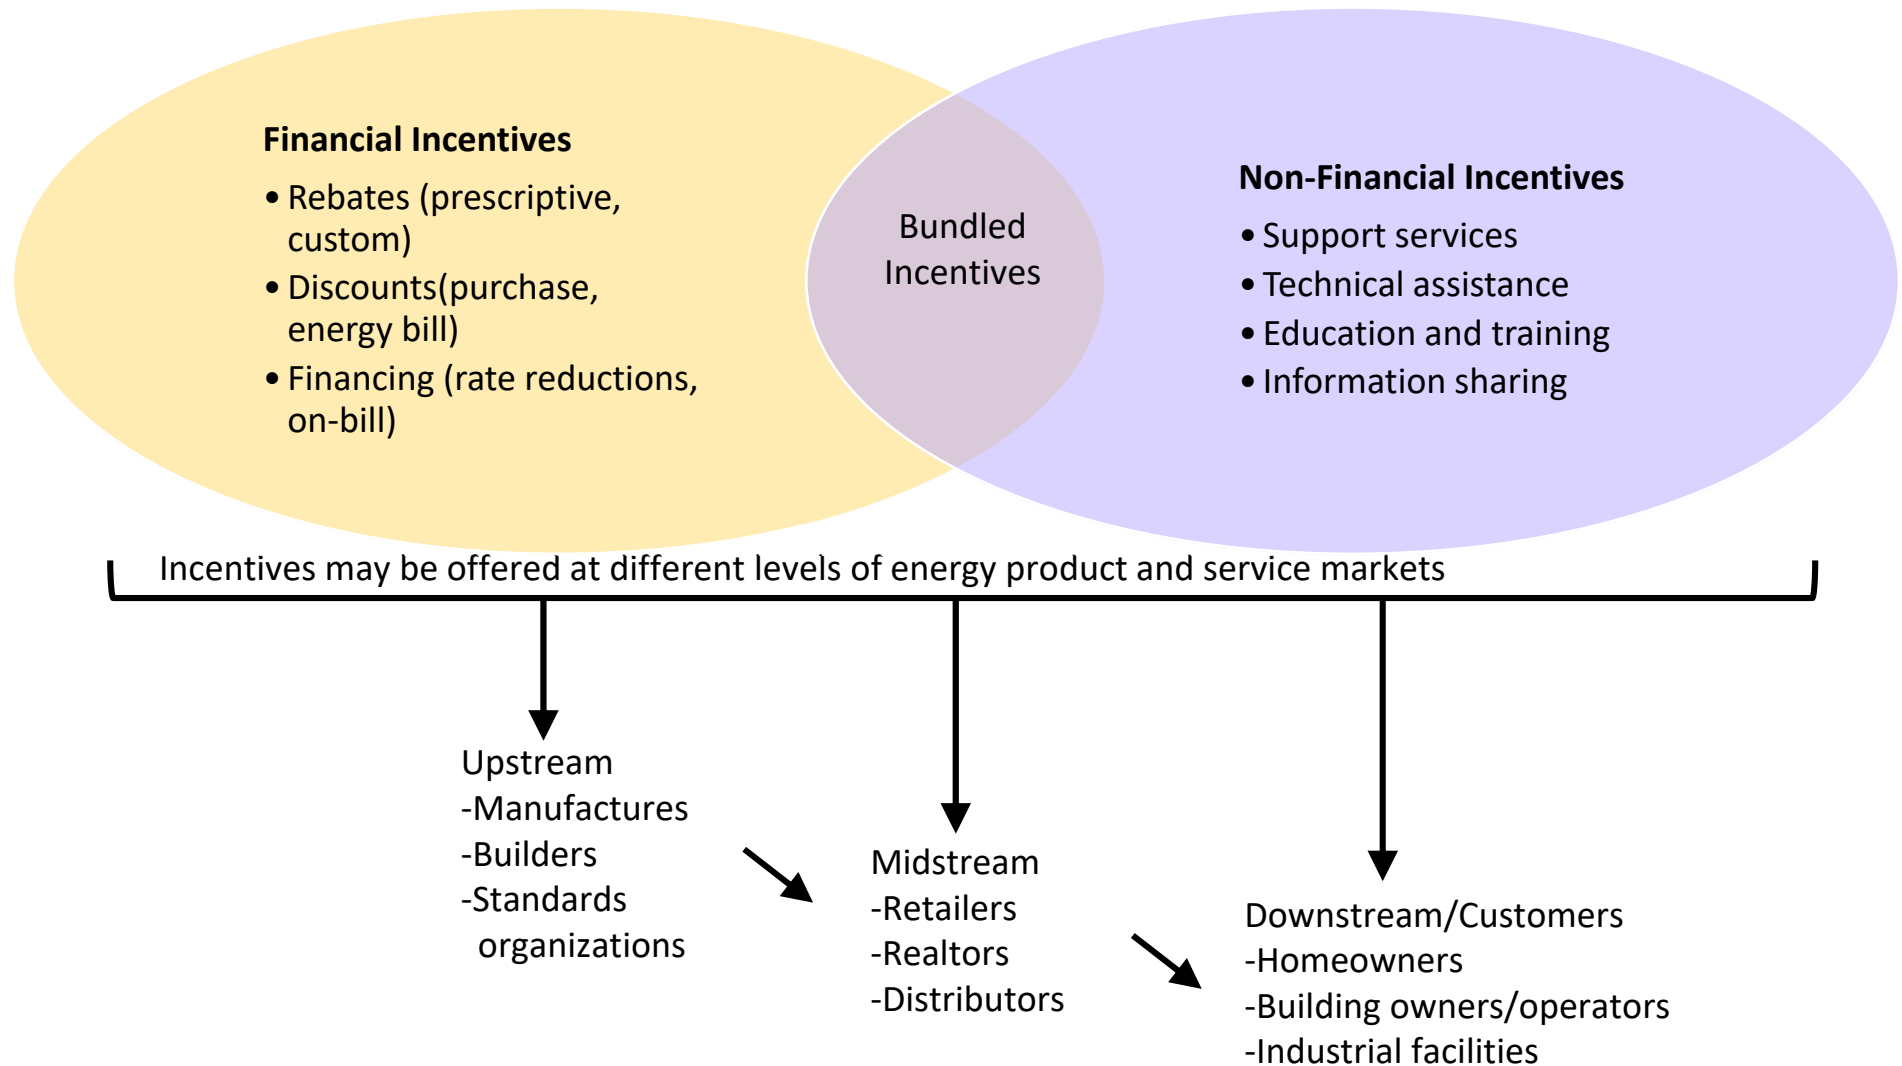 Financial Incentives
• Rebates (prescriptive,
custom)
• Discounts(purchase,
energy bill)
• Financing (rate reductions,
on-bill)
Bundled
Incentives
Non-Financial Incentives
• Support services
• Technical assistance
• Education and training
• Information sharing
Incentives may be offered at different levels of energy product and service markets
Upstream
-Manufactures
-Builders
-Standards
organizations
Midstream
-Retailers
-Realtors
-Distributors
Downstream/Customers
-Homeowners
-Building owners/operators
-Industrial facilities